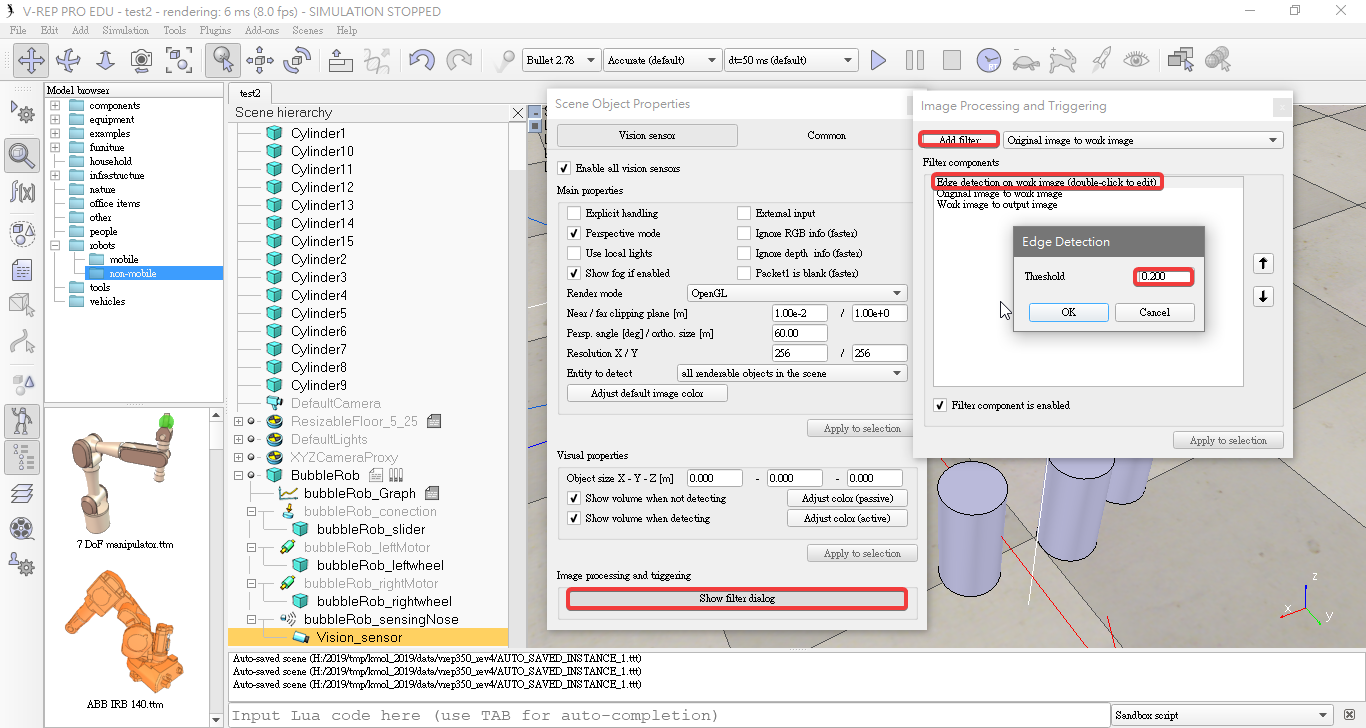 V-REP PRO EDU - test2 - rendering: 6 ms (8.0 fps) - SIMULATION STOPPED
File Edit Add Simulation Tools Plugins Add-ons Scenes Help
Bullet 2.78 Accurate (default) dt=50 ms (default)
Model browser
components
equipment
examples
furniture
household
infrastructure
nature
office items
other
people
robots
mobile
non-mobile
tools
vehicles
7 DoF manipulator.ttm
ABB IRB 140.ttm
test2
Scene hierarchy
Cylinder1
Cylinder10
Cylinder11
Cylinder12
Cylinder13
Cylinder14
Cylinder15
Cylinder2
Cylinder3
Cylinder4
Cylinder5
Cylinder6
Cylinder7
Cylinder8
Cylinder9
DefaultCamera
ResizableFloor_5_25
DefaultLights
XYZCameraProxy
BubbleRob
bubbleRob_Graph
bubbleRob_conection
bubbleRob_slider
bubbleRob_leftMotor
bubbleRob_leftwheel
bubbleRob_rightMotor
bubbleRob_rightwheel
bubbleRob_sensingNose
Vision_sensor
Scene Object Properties
Vision sensor Common
Enable all vision sensors
Main properties
Explicit handling External input
Perspective mode Ignore RGB info (faster)
Use local lights Ignore depth info (faster)
Show fog if enabled Packet1 is blank (faster)
Render mode OpenGL
Near / far clipping plane [m] 1.00e-2 / 1.00e+0
Persp. angle [deg] / ortho. size [m] 60.00
Resolution X / Y 256 / 256
Entity to detect all renderable objects in the scene
Adjust default image color
Apply to selection
Visual properties
Object size X - Y - Z [m] 0.000 - 0.000 - 0.000
Show volume when not detecting Adjust color (passive)
Show volume when detecting Adjust color (active)
Apply to selection
Image processing and triggering
Show filter dialog
Image Processing and Triggering
x
Add filter: Original image to work image
Filter components
Edge detection on work image (double-click to edit)
Original image to work image
Work image to output image
Edge Detection
Threshold 0.200
OK Cancel
Filter component is enabled
Apply to selection
z
x
y
Auto-saved scene (H:/2019/tmp/kmol_2019/data/vrep350_rev4/AUTO_SAVED_INSTANCE_1.ttt)
Auto-saved scene (H:/2019/tmp/kmol_2019/data/vrep350_rev4/AUTO_SAVED_INSTANCE_1.ttt)
Auto-saved scene (H:/2019/tmp/kmol_2019/data/vrep350_rev4/AUTO_SAVED_INSTANCE_1.ttt)
Input Lua code here (use TAB for auto-completion) Sandbox script